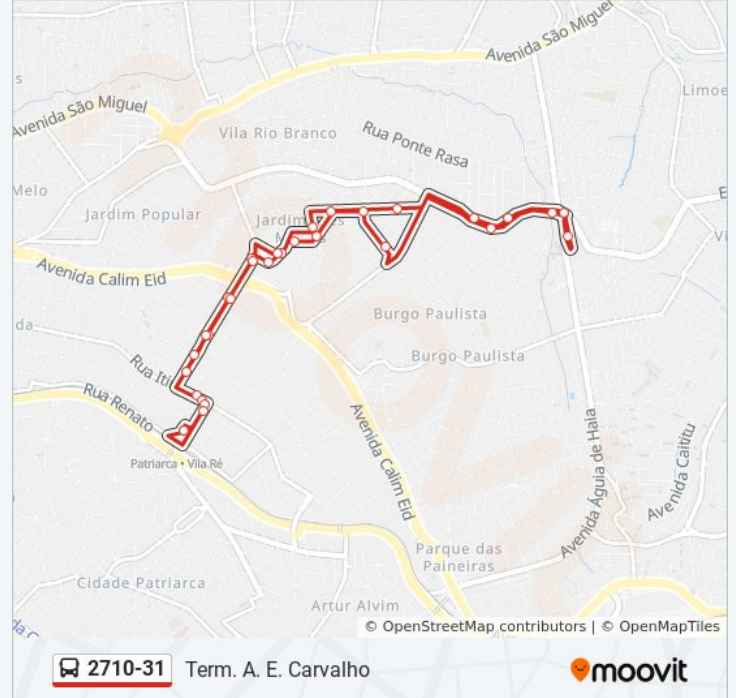 Avenida São Miguel
Avenida São Miguel
Limoe
Vila Rio Branco
Rua Ponte Rasa
Melo
Jardim Popular
Jardim
Avenida Calim Eid
Burgo Paulista
da
Burgo Paulista
Rua Iti
Rua Renato
Avenida Calim Eid
Avenida Águia de Haia
Avenida Caititu
Patriarca • Vila Ré
Parque das
Paineiras
Cidade Patriarca
Artur Alvim
© OpenStreetMap contributors | © OpenMapTiles
2710-31 Term. A. E. Carvalho
moovit